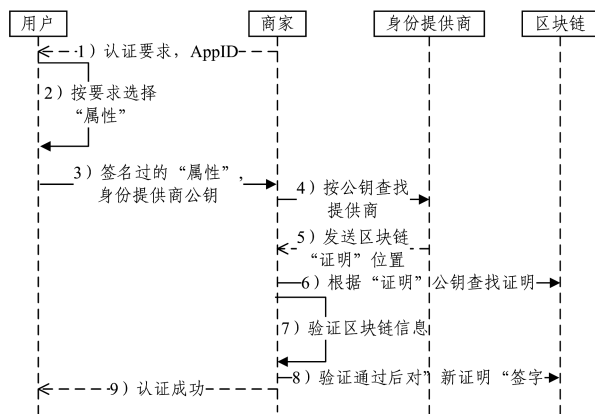 用户
商家
身份提供商
区块链
1）认证要求，AppID
2）按要求选择
“属性”
3）签名过的“属性”，
身份提供商公钥
4）按公钥查找
提供商
5）发送区块链
“证明”位置
6）根据“证明”公钥查找证明
7）验证区块链信息
8）验证通过后对”新证明“签字
9）认证成功